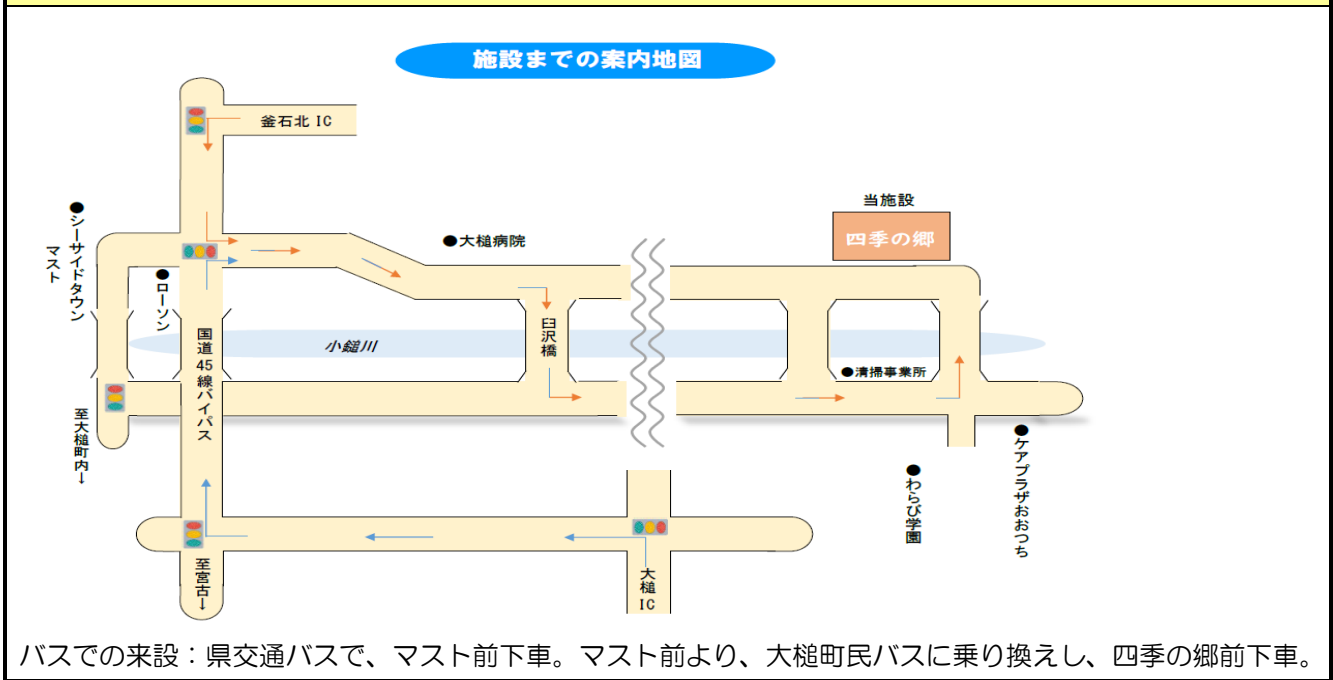 施設までの案内地図
釜石北 IC
●シーサイドタウン
マスト
●ローソン
●大槌病院
当施設
四季の郷
国道45線バイパス
小鎚川
臼沢橋
●清掃事業所
至大槌町内→
●わらび学園
●ケアプラザおおつち
至宮古→
大槌
IC
バスでの来設:県交通バスで、マスト前下車。マスト前より、大槌町民バスに乗り換えし、四季の郷前下車。